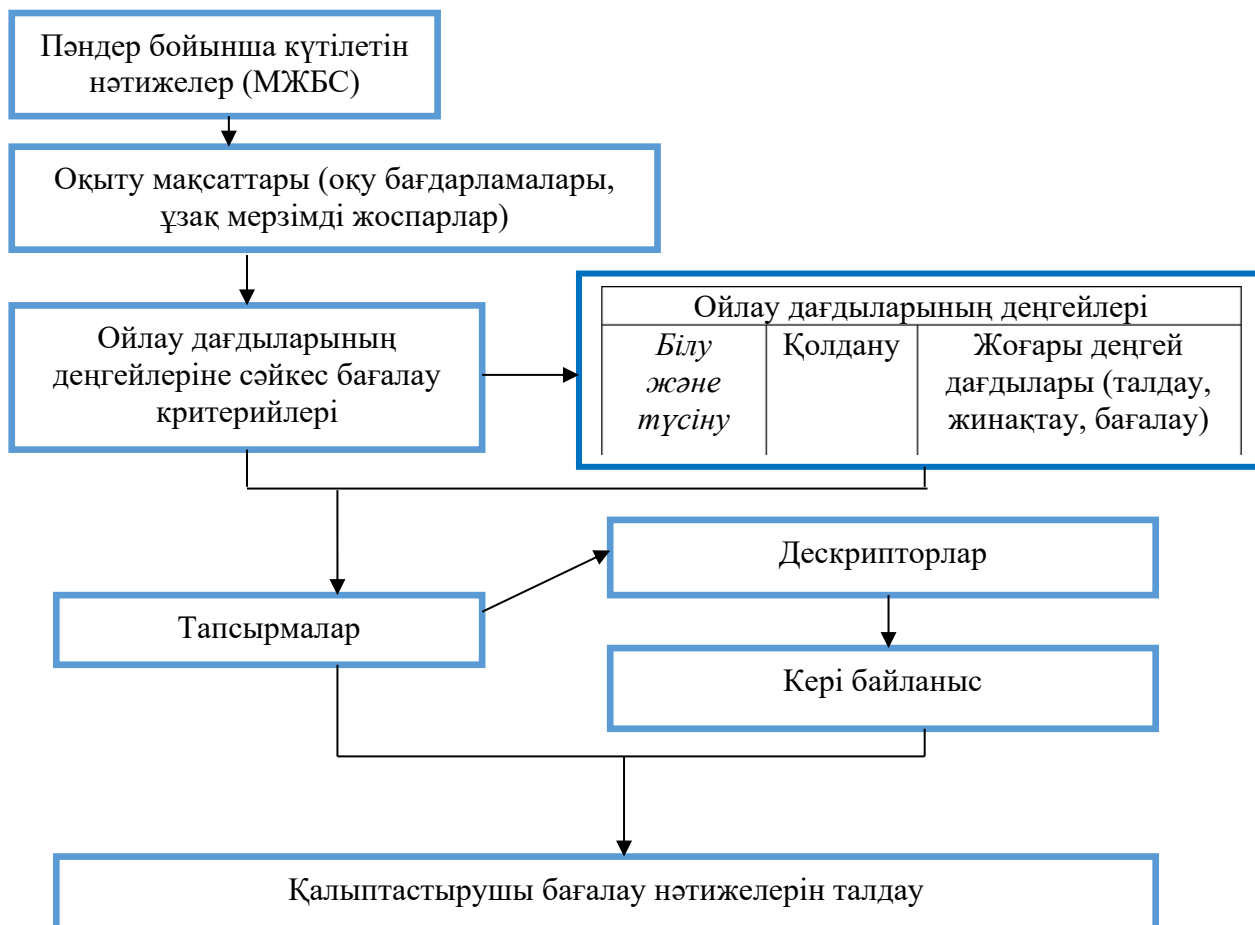 Пәндер бойынша күтілетін
нәтижелер (МЖБС)
Оқыту мақсаттары (оқу бағдарламалары,
ұзақ мерзімді жоспарлар)
Ойлау дағдыларының
деңгейлеріне сәйкес бағалау
критерийлері
Ойлау дағдыларының деңгейлері
Білу
және
түсіну
Қолдану
Жоғары деңгей
дағдылары (талдау,
жинақтау, бағалау)
Дескрипторлар
Тапсырмалар
Кері байланыс
Қалыптастырушы бағалау нәтижелерін талдау